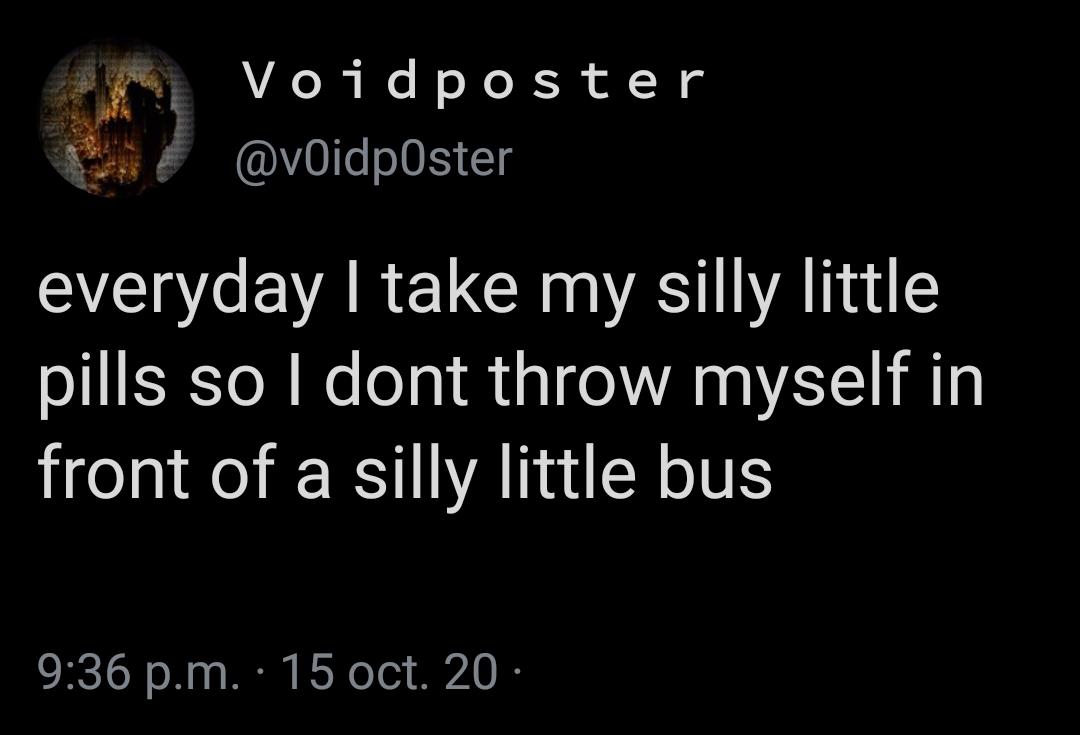 Voidposter
@v0idp0ster
everyday I take my silly little
pills so I dont throw myself in
front of a silly little bus
9:36 p.m. · 15 oct. 20 ·